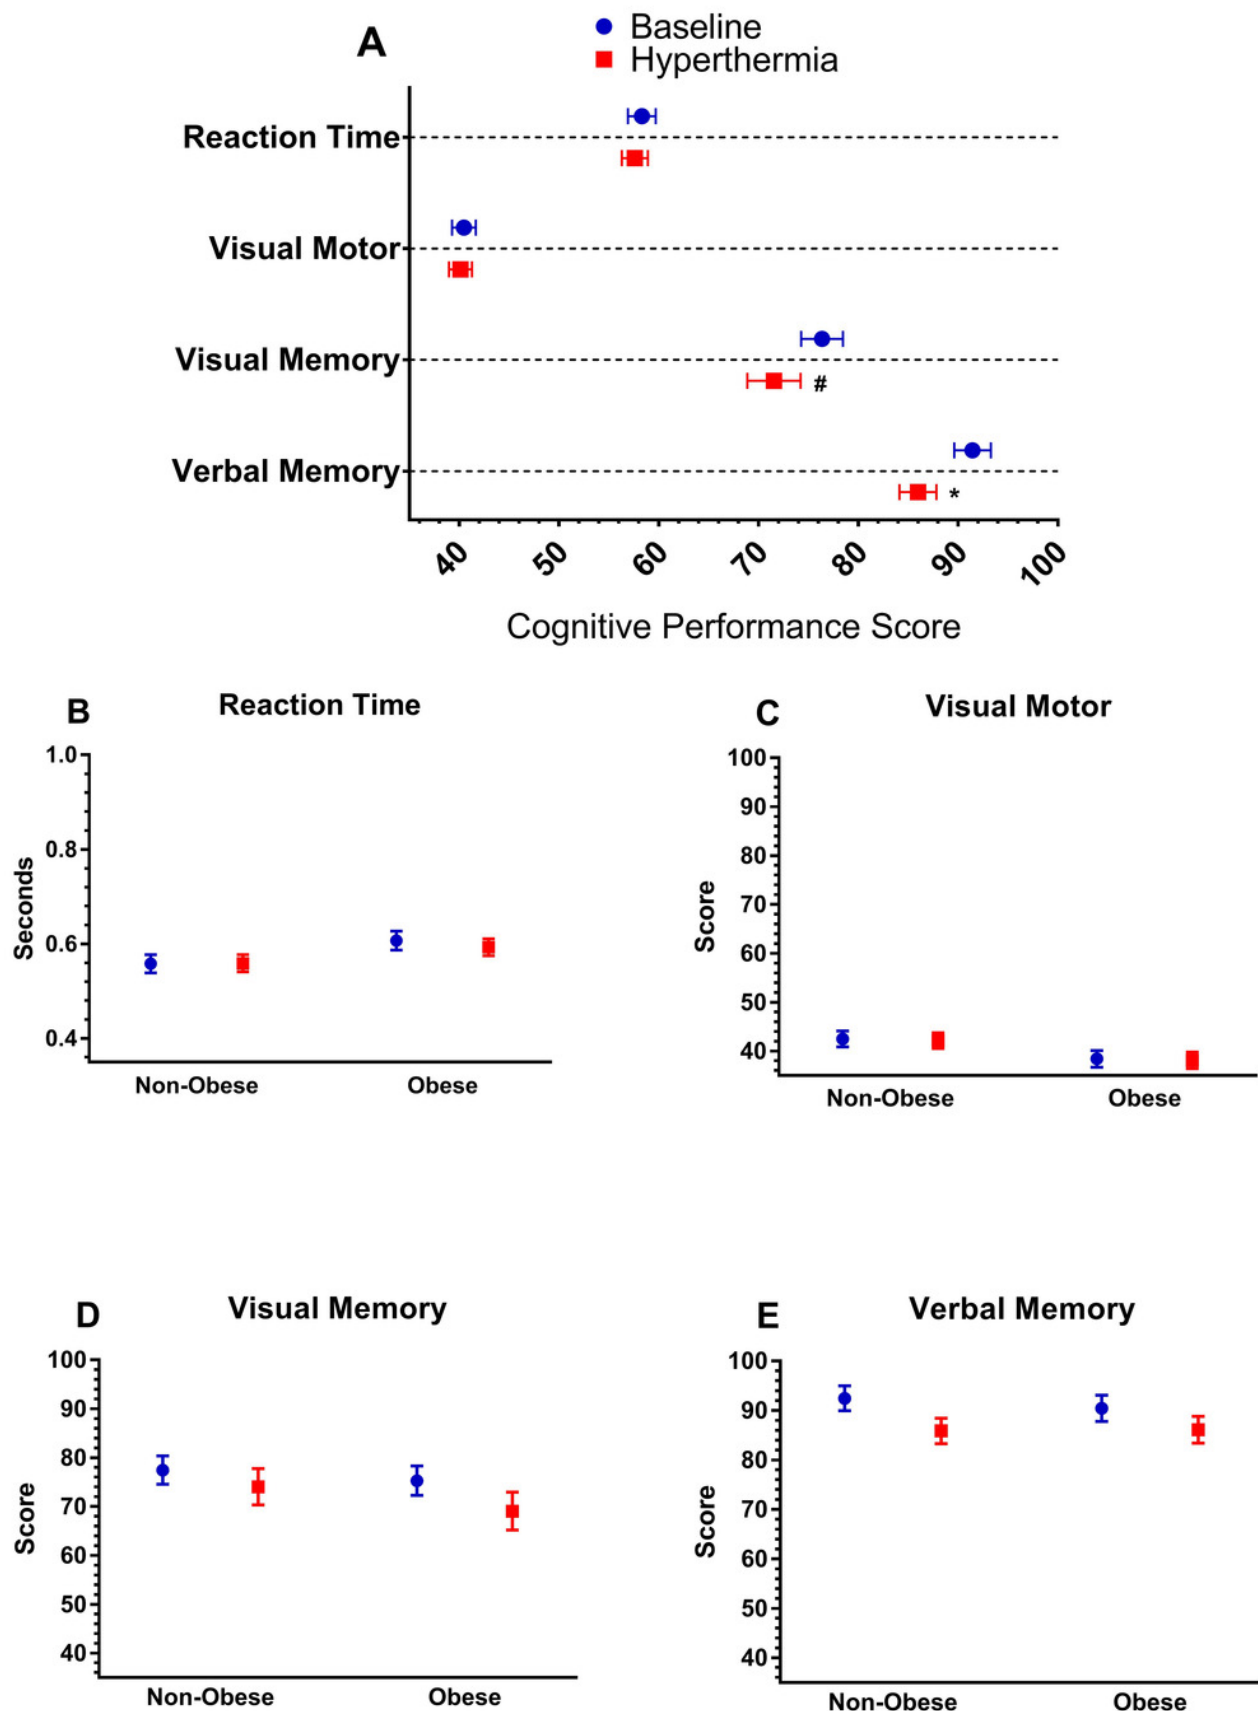 A
Baseline
Hyperthermia
Reaction Time
Visual Motor
Visual Memory
#
Verbal Memory
*
40 50 60 70 80 90 100
Cognitive Performance Score
B
Reaction Time
1.0
0.8
0.6
0.4
Seconds
Non-Obese Obese
C
Visual Motor
100
90
80
70
60
50
40
Score
Non-Obese Obese
D
Visual Memory
100
90
80
70
60
50
40
Score
Non-Obese Obese
E
Verbal Memory
100
90
80
70
60
50
40
Score
Non-Obese Obese